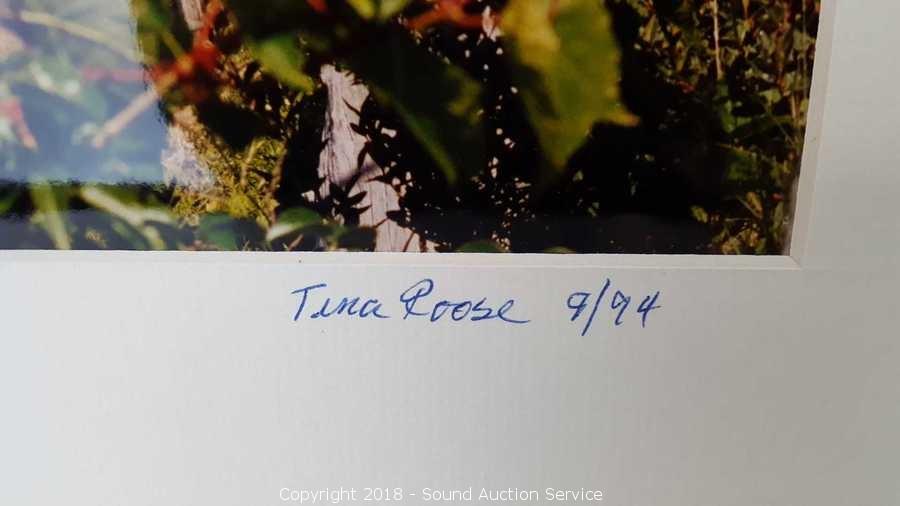 Tina Roose 9/94
Copyright 2018 - Sound Auction Service